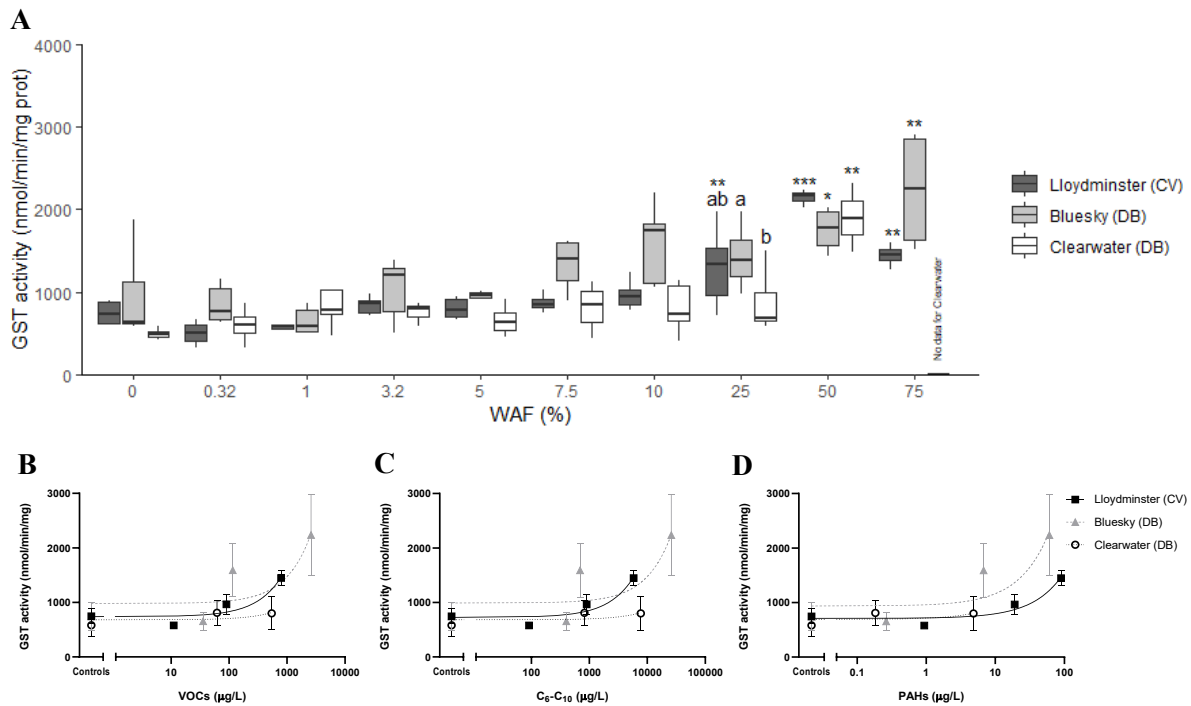 A
GST activity (nmol/min/mg prot)
4000
3000
2000
1000
0
** ab a b
*** * **
** **
No data for Clearwater
0 0.32 1 3.2 5 7.5 10 25 50 75
WAF (%)
Lloydminster (CV)
Bluesky (DB)
Clearwater (DB)
B
GST activity (nmol/min/mg)
3000
2000
1000
0
Controls 10 100 1000 10000
VOCs (µg/L)
C
GST activity (nmol/min/mg)
3000
2000
1000
0
Controls 100 1000 10000 100000
C₆-C₁₀ (µg/L)
D
GST activity (nmol/min/mg)
3000
2000
1000
0
Controls 0.1 1 10 100
PAHs (µg/L)
Lloydminster (CV)
Bluesky (DB)
Clearwater (DB)